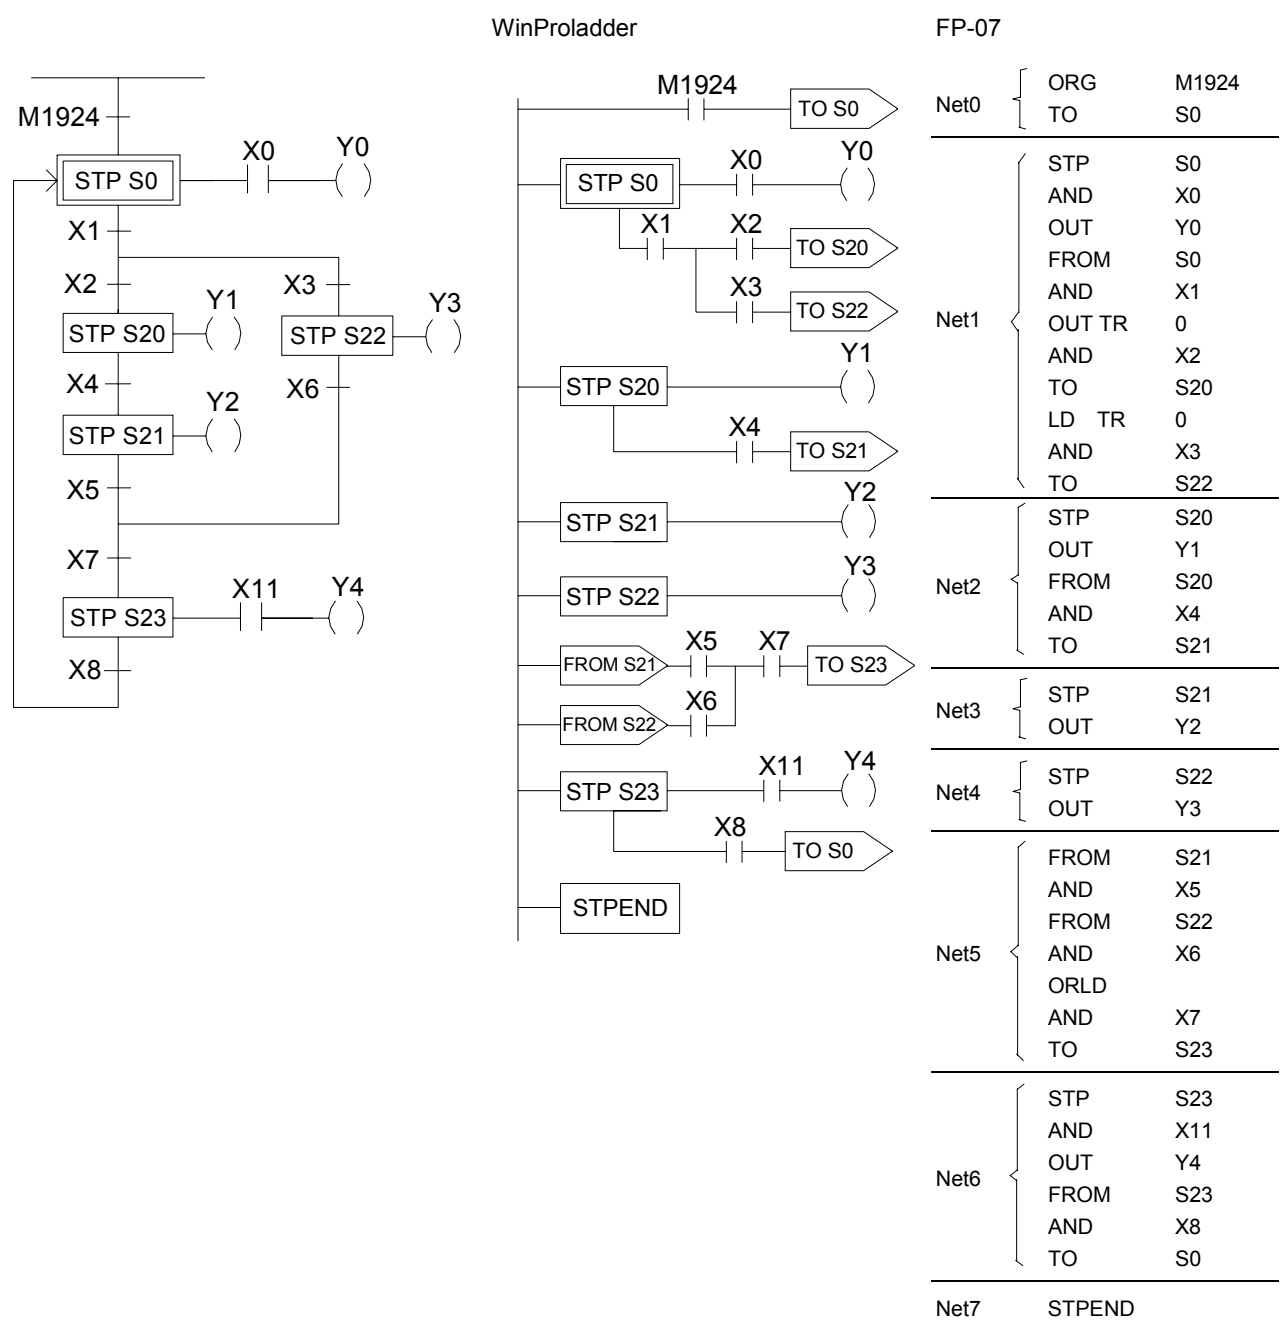 WinProladder
FP-07
M1924
STP S0
X0
Y0
X1
X2
X3
Y1
Y3
STP S20
STP S22
X4
X6
Y2
STP S21
X5
X7
STP S23
X11
Y4
X8
M1924
TO S0
STP S0
X0
Y0
X1
X2
TO S20
X3
TO S22
STP S20
Y1
X4
TO S21
STP S21
Y2
STP S22
Y3
FROM S21
X5
X7
TO S23
FROM S22
X6
STP S23
X11
Y4
X8
TO S0
STPEND
Net0
ORG M1924
TO S0
Net1
STP S0
AND X0
OUT Y0
FROM S0
AND X1
OUT TR 0
AND X2
TO S20
LD TR 0
AND X3
TO S22
Net2
STP S20
OUT Y1
FROM S20
AND X4
TO S21
Net3
STP S21
OUT Y2
Net4
STP S22
OUT Y3
Net5
FROM S21
AND X5
FROM S22
AND X6
ORLD
AND X7
TO S23
Net6
STP S23
AND X11
OUT Y4
FROM S23
AND X8
TO S0
Net7 STPEND